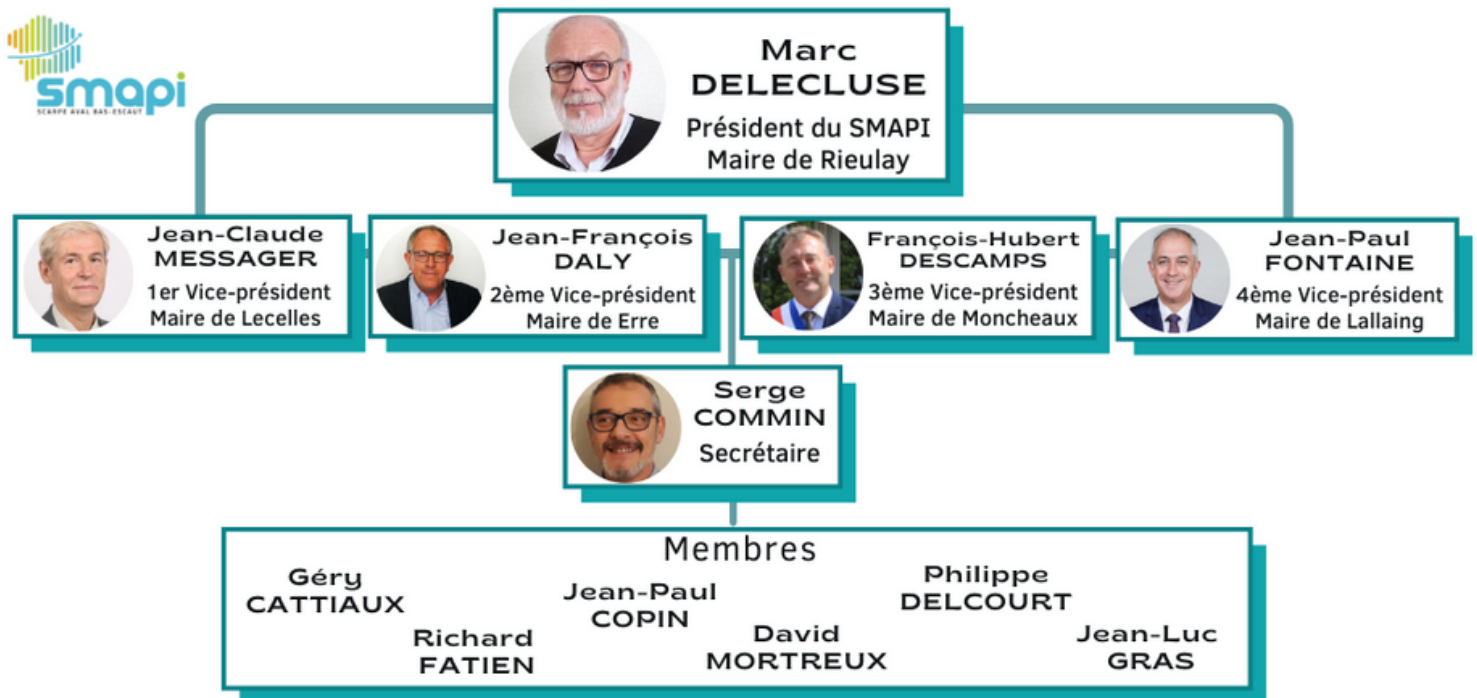 smapi
SCARPE AVAL BAS-ESCAUT
Marc
DELECLUSE
Président du SMAPI
Maire de Rieulay
Jean-Claude
MESSAGER
1er Vice-président
Maire de Lecelles
Jean-François
DALY
2ème Vice-président
Maire de Erre
François-Hubert
DESCAMPS
3ème Vice-président
Maire de Moncheaux
Jean-Paul
FONTAINE
4ème Vice-président
Maire de Lallaing
Serge
COMMIN
Secrétaire
Membres
Géry
CATTIAUX
Richard
FATIEN
Jean-Paul
COPIN
David
MORTREUX
Philippe
DELCOURT
Jean-Luc
GRAS